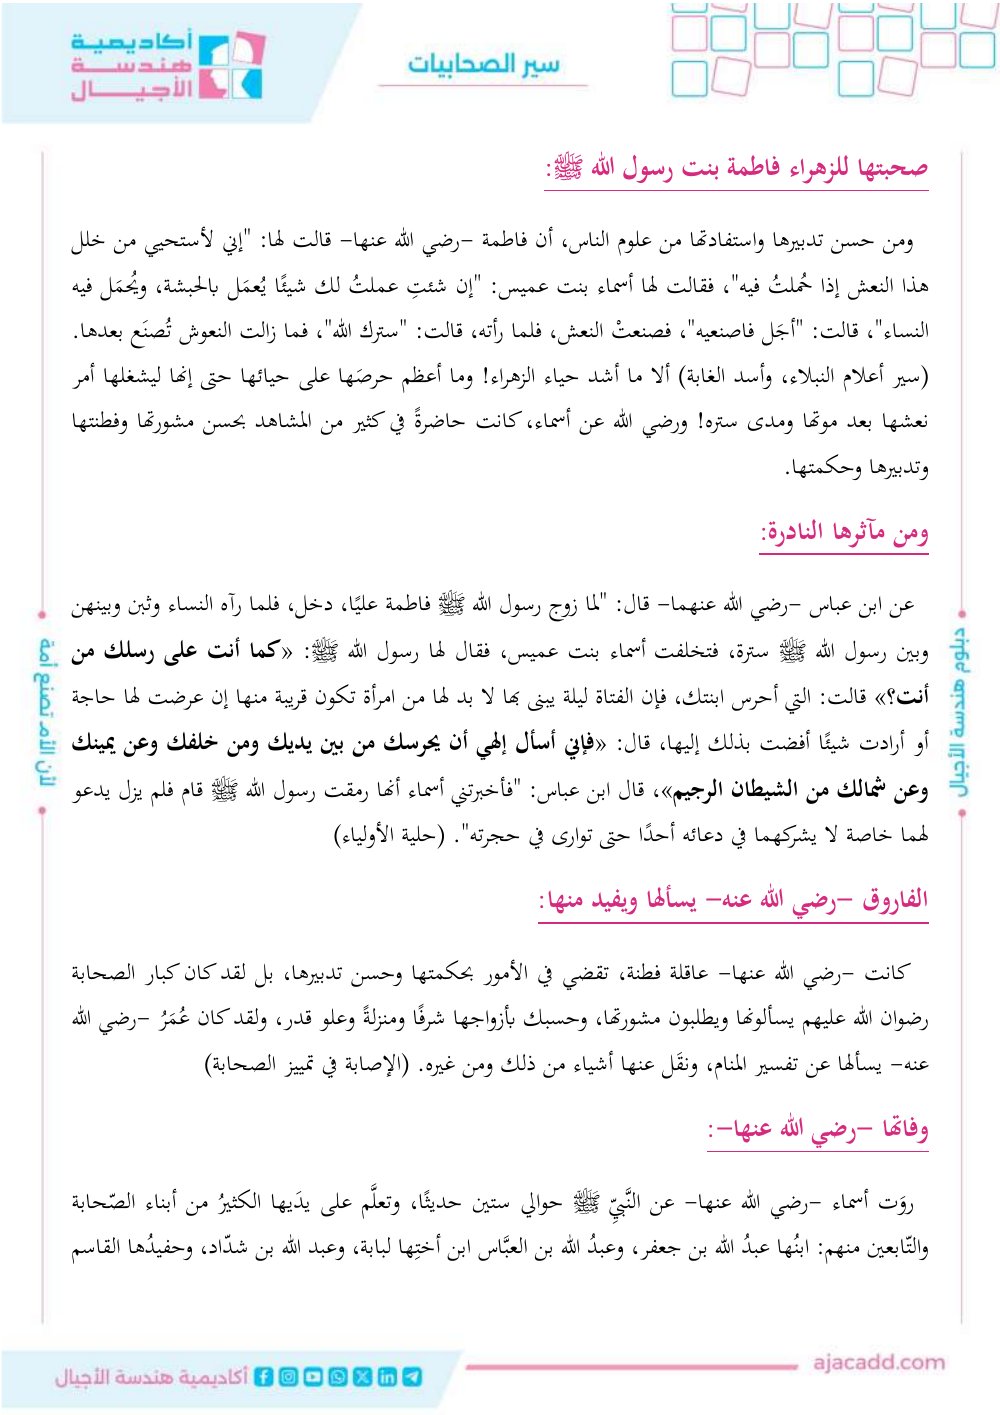 أكاديمية
هندسة
الأجيال
سير الصحابيات
صحبتها للزهراء فاطمة بنت رسول الله ﷺ:
ومن حسن تدبيرها واستفادتها من علوم الناس، أن فاطمة –رضي الله عنها– قالت لها: "إني لأستحيي من خلل
هذا النعش إذا حُملتُ فيه"، فقالت لها أسماء بنت عميس: "إن شئتِ عملتُ لك شيئًا يُعمَل بالحبشة، ويُحمَل فيه
النساء"، قالت: "أجَل فاصنعيه"، فصنعتْ النعش، فلما رأته، قالت: "سترك الله"، فما زالت النعوش تُصنَع بعدها.
(سير أعلام النبلاء، وأسد الغابة) ألا ما أشد حياء الزهراء! وما أعظم حرصَها على حيائها حتى إنها ليشغلها أمر
نعشها بعد موتها ومدى ستره! ورضي الله عن أسماء، كانت حاضرةً في كثير من المشاهد بحسن مشورتها وفطنتها
وتدبيرها وحكمتها.
ومن مآثرها النادرة:
عن ابن عباس –رضي الله عنهما– قال: "لما زوج رسول الله ﷺ فاطمة عليًا، دخل، فلما رآه النساء وثبن وبينهن
وبين رسول الله ﷺ سترة، فتخلفت أسماء بنت عميس، فقال لها رسول الله ﷺ: «كما أنت على رسلك من
أنت؟» قالت: التي أحرس ابنتك، فإن الفتاة ليلة يبنى بها لا بد لها من امرأة تكون قريبة منها إن عرضت لها حاجة
أو أرادت شيئًا أفضت بذلك إليها، قال: «فإني أسأل إلهي أن يحرسك من بين يديك ومن خلفك وعن يمينك
وعن شمالك من الشيطان الرجيم»، قال ابن عباس: "فأخبرتني أسماء أنها رمقت رسول الله ﷺ قام فلم يزل يدعو
لهما خاصة لا يشركهما في دعائه أحدًا حتى توارى في حجرته". (حلية الأولياء)
الفاروق –رضي الله عنه– يسألها ويفيد منها:
كانت –رضي الله عنها– عاقلة فطنة، تقضي في الأمور بحكمتها وحسن تدبيرها، بل لقد كان كبار الصحابة
رضوان الله عليهم يسألونها ويطلبون مشورتها، وحسبك بأزواجها شرفًا ومنزلةً وعلو قدر، ولقد كان عُمَرُ –رضي الله
عنه– يسألها عن تفسير المنام، ونقَل عنها أشياء من ذلك ومن غيره. (الإصابة في تمييز الصحابة)
وفاتها –رضي الله عنها–:
روَت أسماء –رضي الله عنها– عن النَّبيِّ ﷺ حوالي ستين حديثًا، وتعلَّم على يدَيها الكثيرُ من أبناء الصّحابة
والتّابعين منهم: ابنُها عبدُ الله بن جعفر، وعبدُ الله بن العبَّاس ابن أختِها لبابة، وعبد الله بن شدّاد، وحفيدُها القاسم
دبلوم هندسة الأجيال
لأن الأم تصنع أمة
ajacadd.com
أكاديمية هندسة الأجيال